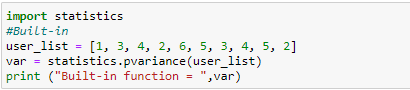 import statistics
#Built-in
user_list = [1, 3, 4, 2, 6, 5, 3, 4, 5, 2]
var = statistics.pvariance(user_list)
print ("Built-in function = ",var)